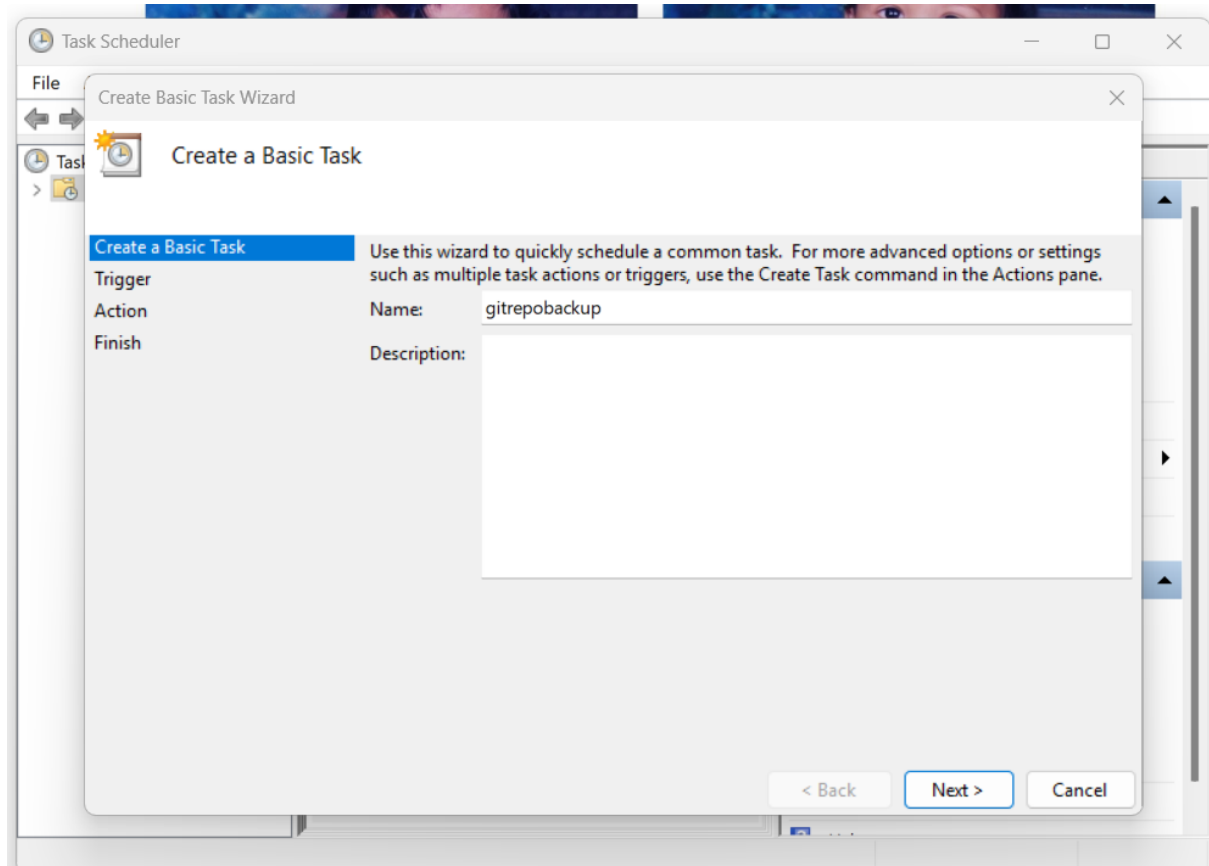 Task Scheduler
File
Create Basic Task Wizard
Create a Basic Task
Create a Basic Task
Trigger
Action
Finish
Use this wizard to quickly schedule a common task.  For more advanced options or settings
such as multiple task actions or triggers, use the Create Task command in the Actions pane.
Name:
gitrepobackup
Description:
< Back
Next >
Cancel